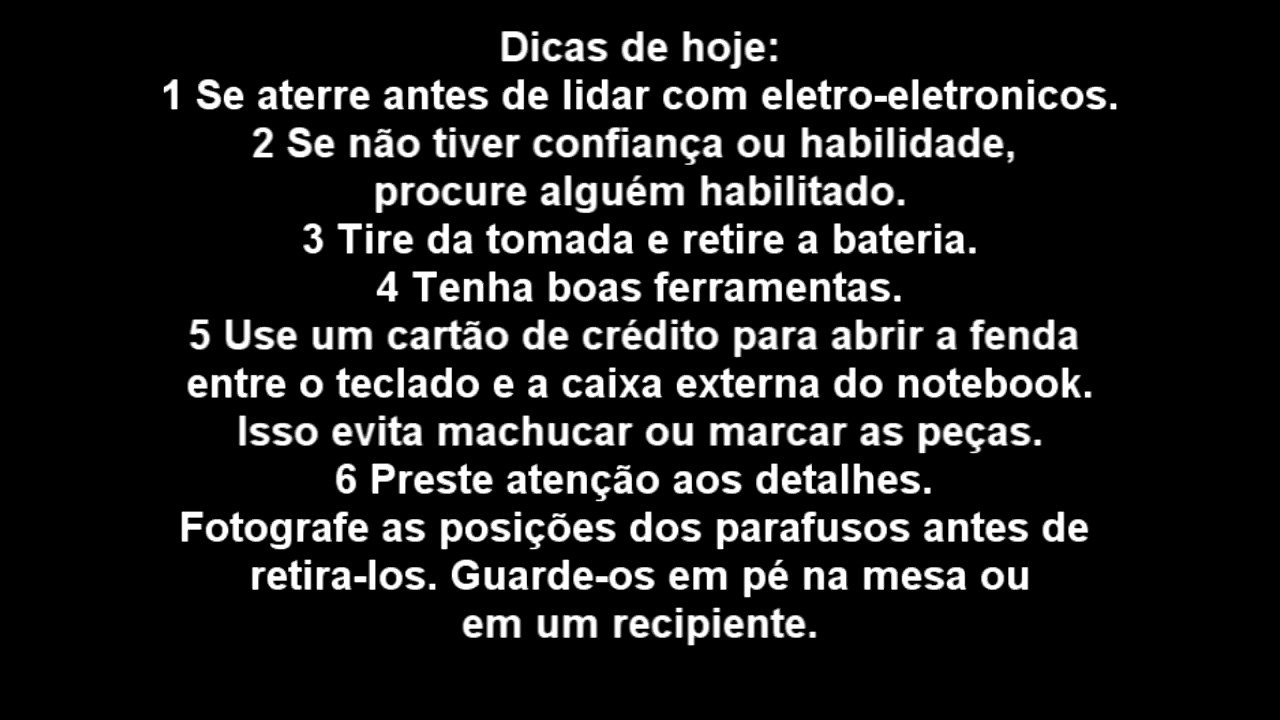 Dicas de hoje:
1 Se aterre antes de lidar com eletro-eletronicos.
2 Se não tiver confiança ou habilidade,
procure alguém habilitado.
3 Tire da tomada e retire a bateria.
4 Tenha boas ferramentas.
5 Use um cartão de crédito para abrir a fenda
entre o teclado e a caixa externa do notebook.
Isso evita machucar ou marcar as peças.
6 Preste atenção aos detalhes.
Fotografe as posições dos parafusos antes de
retira-los. Guarde-os em pé na mesa ou
em um recipiente.